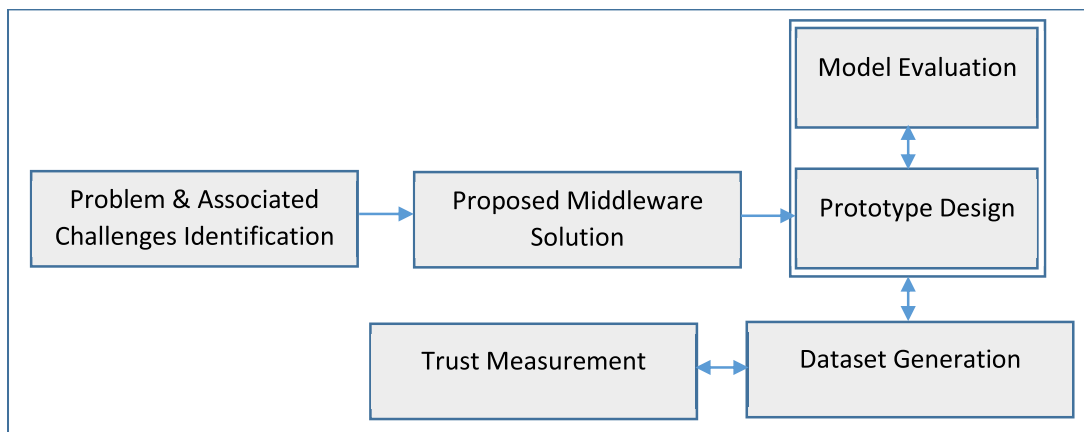 Model Evaluation
Problem & Associated
Challenges Identification
Proposed Middleware
Solution
Prototype Design
Trust Measurement
Dataset Generation